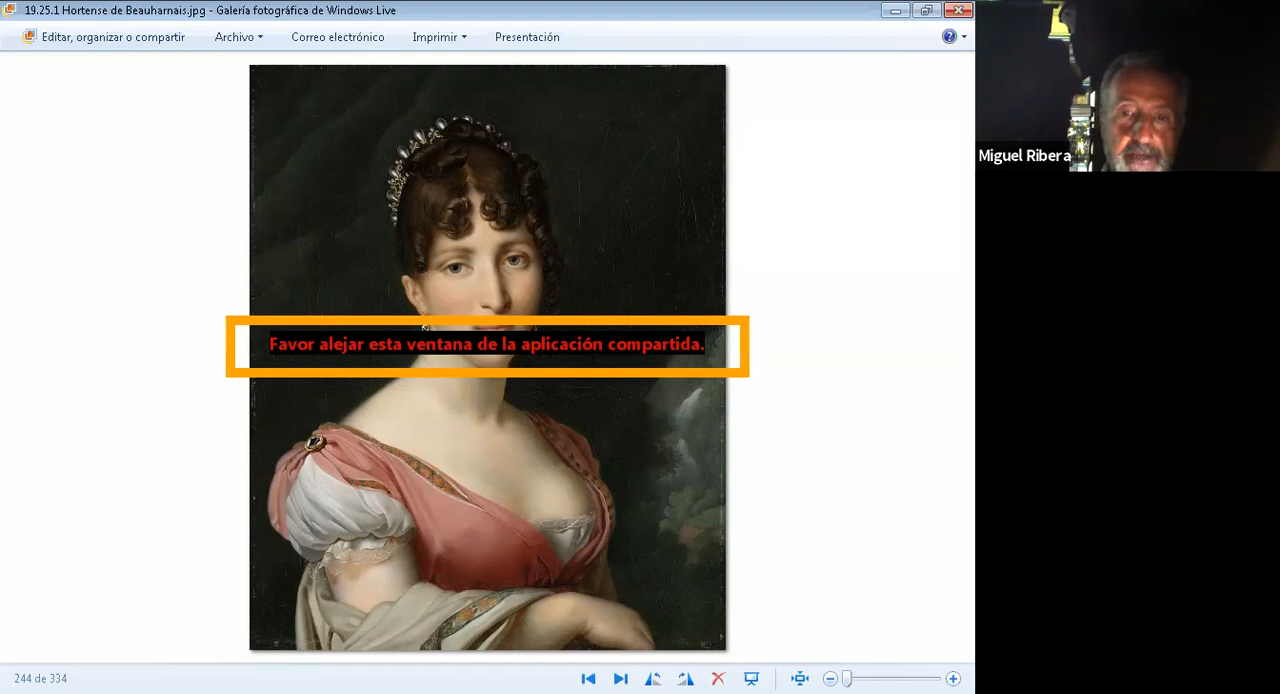 19.25.1 Hortense de Beauharnais.jpg - Galería fotográfica de Windows Live
Editar, organizar o compartir Archivo Correo electrónico Imprimir Presentación
Miguel Ribera
Favor alejar esta ventana de la aplicación compartida.
244 de 334